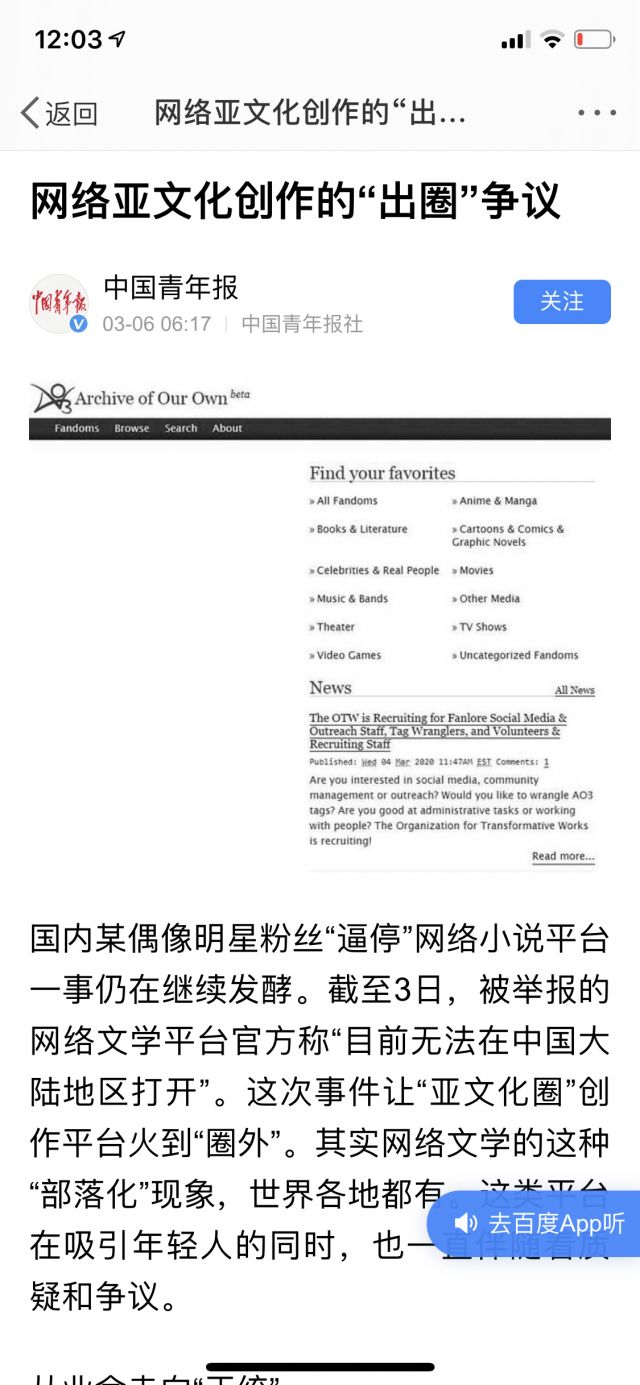 12:03
返回
网络亚文化创作的“出...
网络亚文化创作的“出圈”争议
中国青年报
中国青年报
03-06 06:17
中国青年报社
关注
Archive of Our Own beta
Fandoms Browse Search About
Find your favorites
» All Fandoms
» Anime & Manga
» Books & Literature
» Cartoons & Comics &
Graphic Novels
» Celebrities & Real People
» Movies
» Music & Bands
» Other Media
» Theater
» TV Shows
» Video Games
» Uncategorized Fandoms
News
All News
The OTW is Recruiting for Fanlore Social Media &
Outreach Staff, Tag Wranglers, and Volunteers &
Recruiting Staff
Published: Wed 04 Mar 2020 11:47AM EST Comments: 1
Are you interested in social media, community
management or outreach? Would you like to wrangle AO3
tags? Are you good at administrative tasks or working
with people? The Organization for Transformative Works
is recruiting!
Read more...
国内某偶像明星粉丝“逼停”网络小说平台
一事仍在继续发酵。截至3日，被举报的
网络文学平台官方称“目前无法在中国大
陆地区打开”。这次事件让“亚文化圈”创
作平台火到“圈外”。其实网络文学的这种
“部落化”现象，世界各地都有。这类平台
去百度App听
在吸引年轻人的同时，也一直伴随着质
疑和争议。